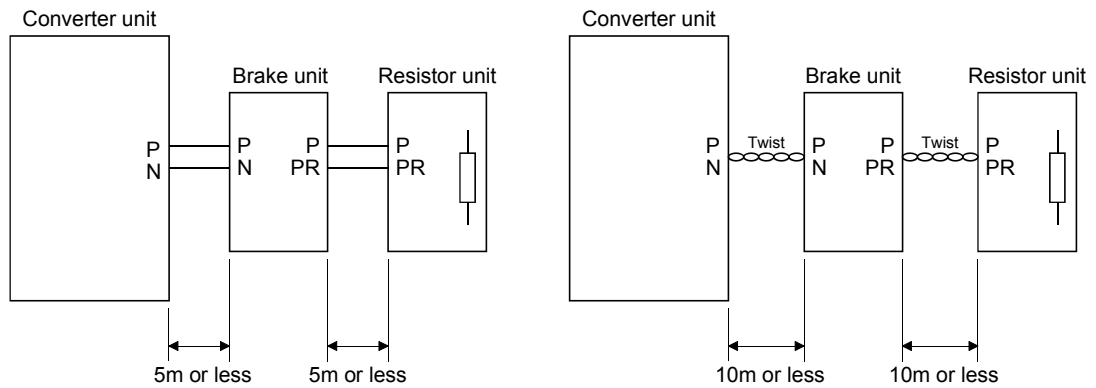 Converter unit
Brake unit
Resistor unit
P
N
P
N
P
PR
P
PR
5m or less
5m or less
Converter unit
Brake unit
Resistor unit
P
N
Twist
P
N
P
PR
Twist
P
PR
10m or less
10m or less